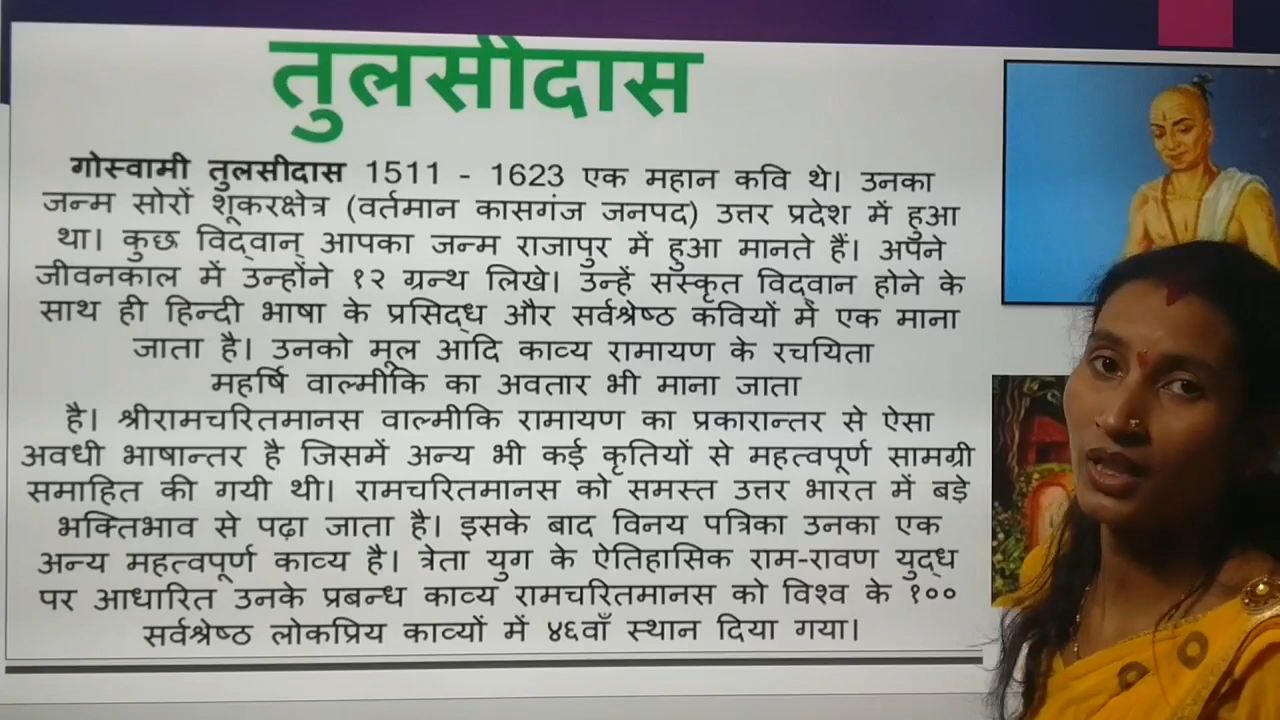 तुलसीदास
गोस्वामी तुलसीदास 1511 - 1623 एक महान कवि थे। उनका
जन्म सोरों शूकरक्षेत्र (वर्तमान कासगंज जनपद) उत्तर प्रदेश में हुआ
था। कुछ विद्वान् आपका जन्म राजापुर में हुआ मानते हैं। अपने
जीवनकाल में उन्होंने १२ ग्रन्थ लिखे। उन्हें संस्कृत विद्वान होने के
साथ ही हिन्दी भाषा के प्रसिद्ध और सर्वश्रेष्ठ कवियों में एक माना
जाता है। उनको मूल आदि काव्य रामायण के रचयिता
महर्षि वाल्मीकि का अवतार भी माना जाता
है। श्रीरामचरितमानस वाल्मीकि रामायण का प्रकारान्तर से ऐसा
अवधी भाषान्तर है जिसमें अन्य भी कई कृतियों से महत्वपूर्ण सामग्री
समाहित की गयी थी। रामचरितमानस को समस्त उत्तर भारत में बड़े
भक्तिभाव से पढ़ा जाता है। इसके बाद विनय पत्रिका उनका एक
अन्य महत्वपूर्ण काव्य है। त्रेता युग के ऐतिहासिक राम-रावण युद्ध
पर आधारित उनके प्रबन्ध काव्य रामचरितमानस को विश्व के १००
सर्वश्रेष्ठ लोकप्रिय काव्यों में ४६वाँ स्थान दिया गया।